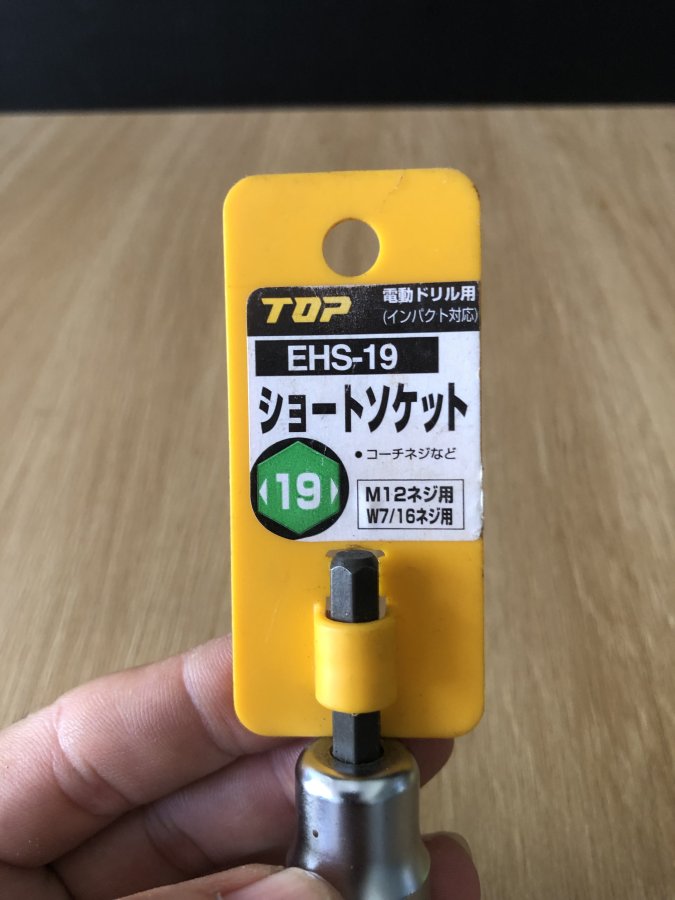 TOP
電動ドリル用
(インパクト対応)
EHS-19
ショートソケット
●コーチネジなど
19
M12ネジ用
W7/16ネジ用